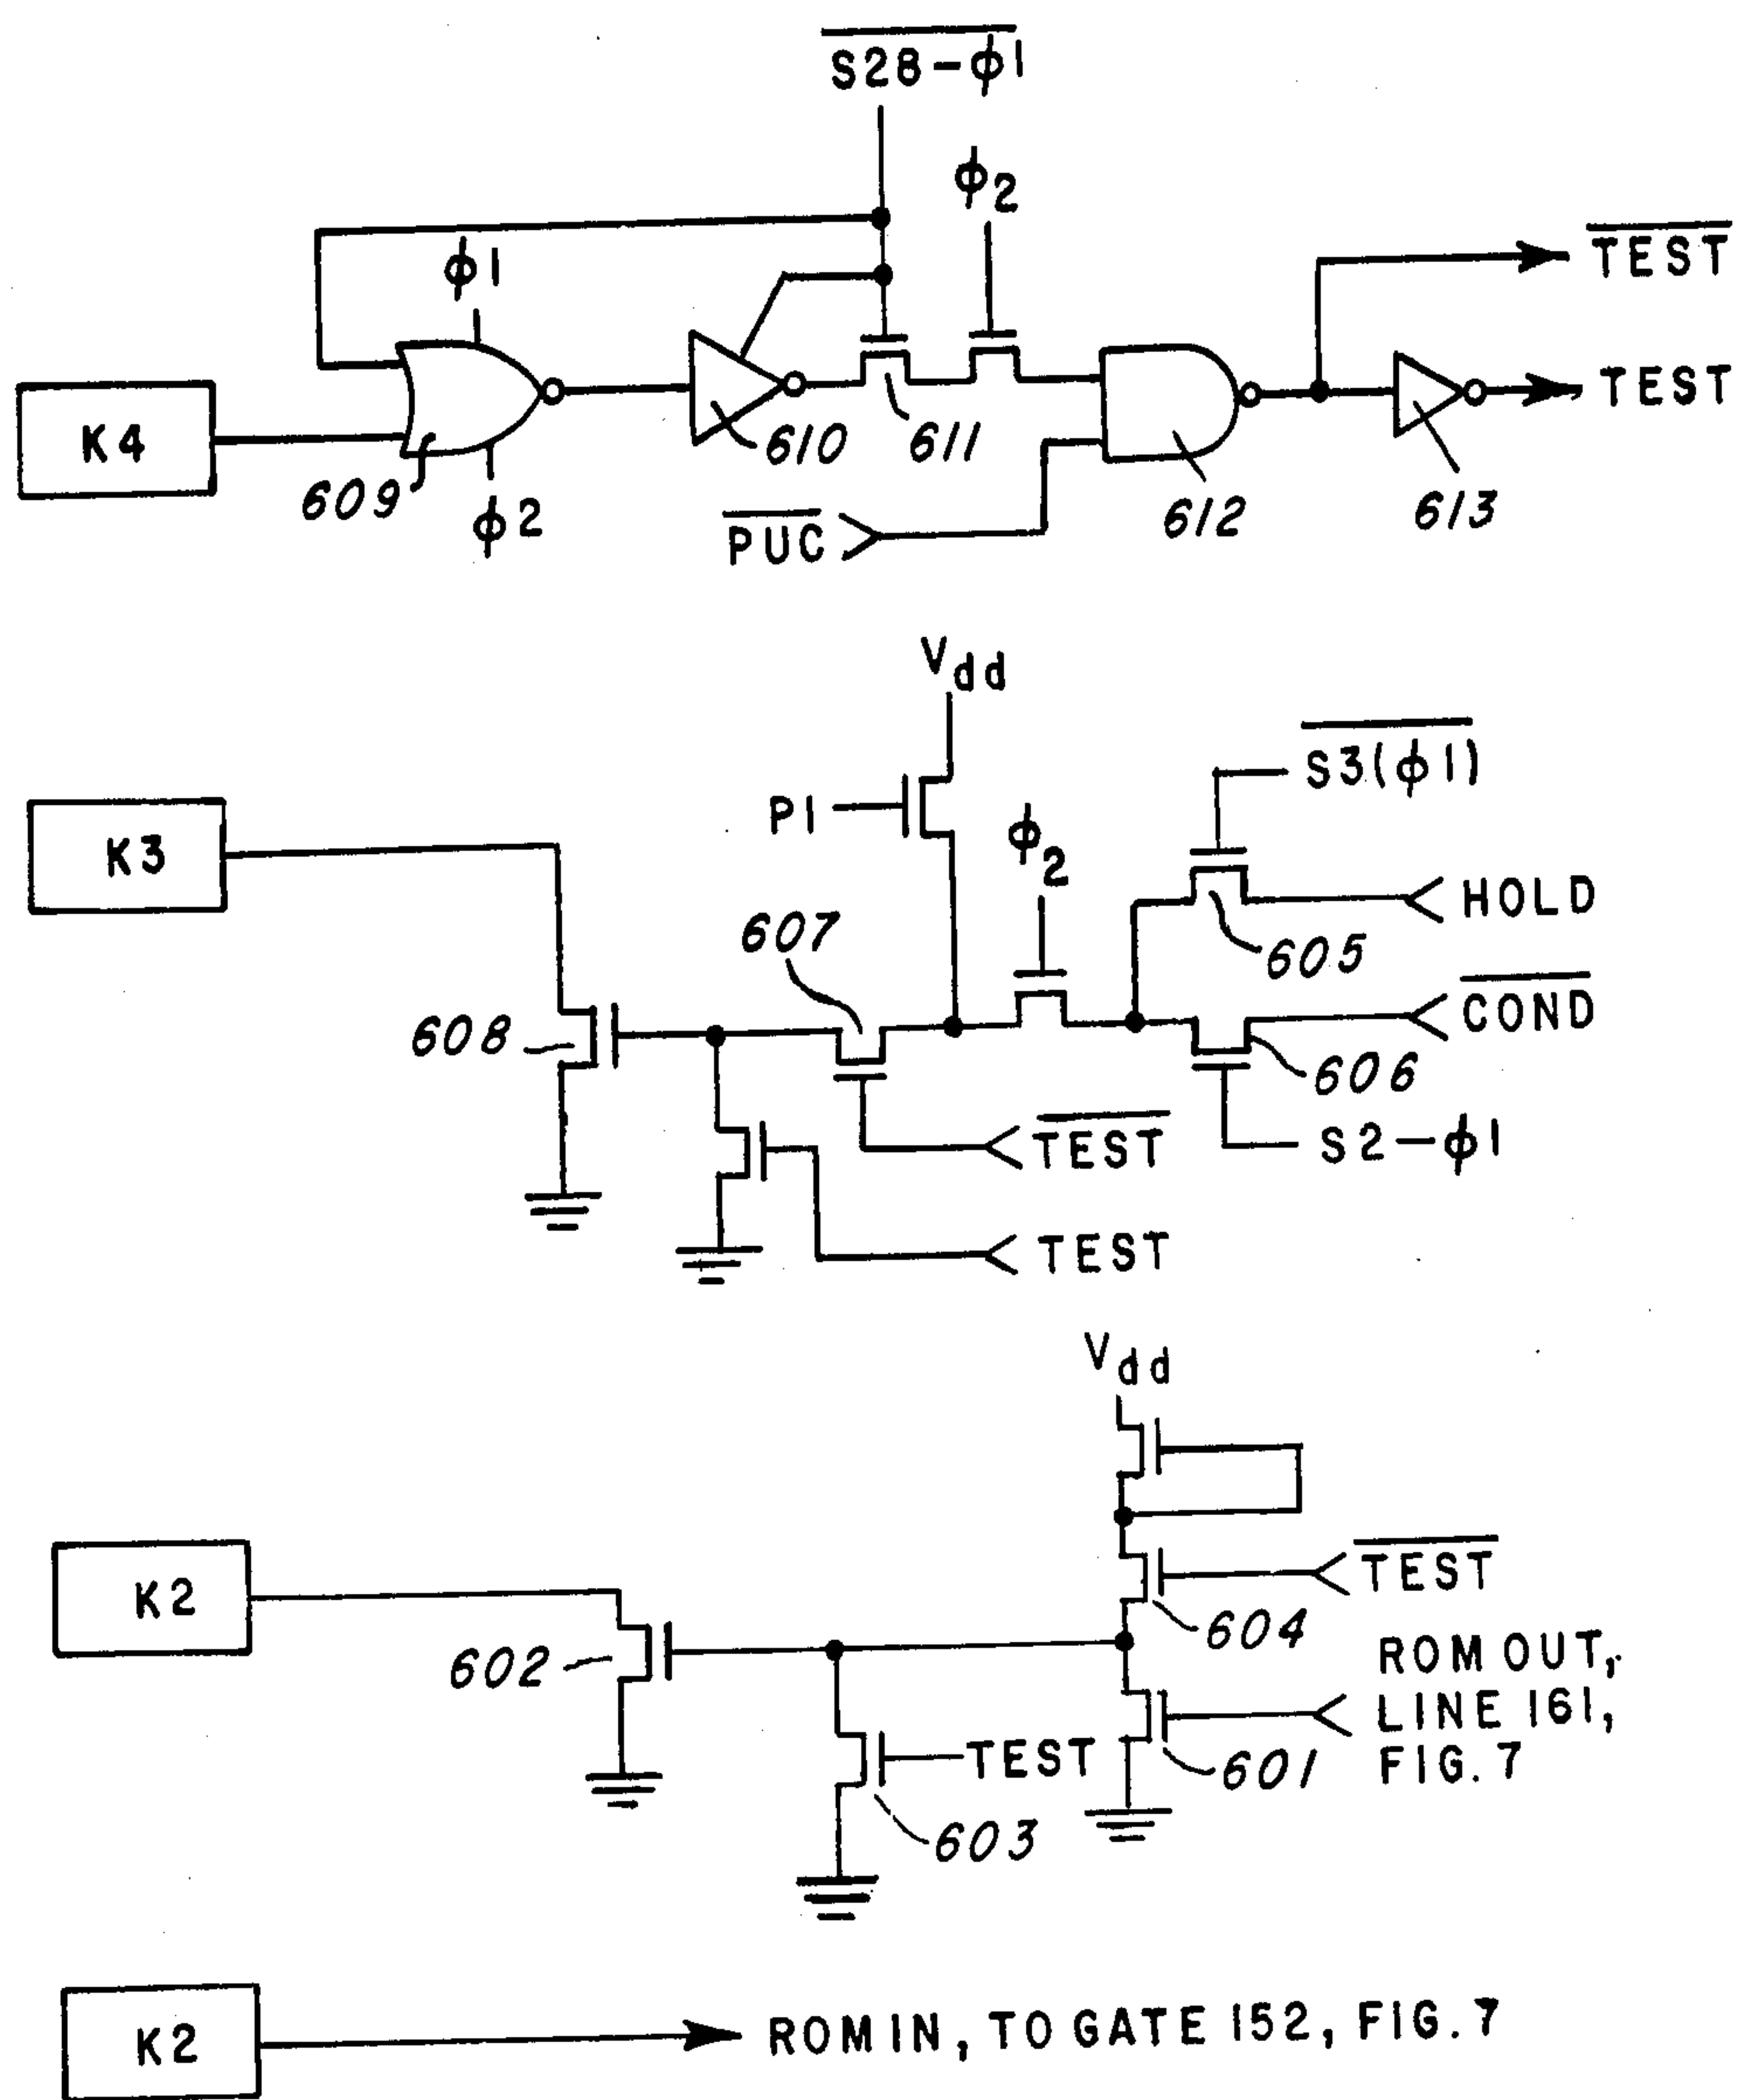 S28-ϕ1
ϕ2
ϕ1
TEST
K4
TEST
609
610
611
612
613
ϕ2
PUC
Vdd
S3(ϕ1)
P1
ϕ2
K3
HOLD
607
605
COND
608
606
TEST
S2-ϕ1
TEST
Vdd
TEST
K2
604
602
ROM OUT,
LINE 161,
FIG. 7
TEST
601
603
K2
ROM IN, TO GATE 152, FIG. 7